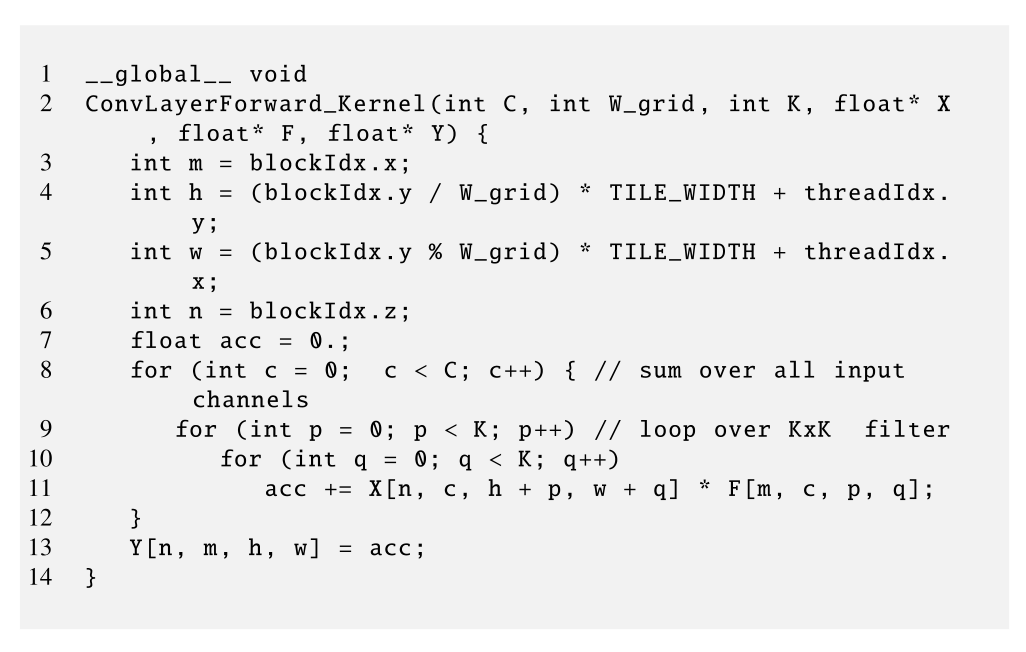 1 __global__ void
2 ConvLayerForward_Kernel(int C, int W_grid, int K, float* X
, float* F, float* Y) {
3 int m = blockIdx.x;
4 int h = (blockIdx.y / W_grid) * TILE_WIDTH + threadIdx.
y;
5 int w = (blockIdx.y % W_grid) * TILE_WIDTH + threadIdx.
x;
6 int n = blockIdx.z;
7 float acc = 0.;
8 for (int c = 0; c < C; c++) { // sum over all input
channels
9 for (int p = 0; p < K; p++) // loop over KxK filter
10 for (int q = 0; q < K; q++)
11 acc += X[n, c, h + p, w + q] * F[m, c, p, q];
12 }
13 Y[n, m, h, w] = acc;
14 }